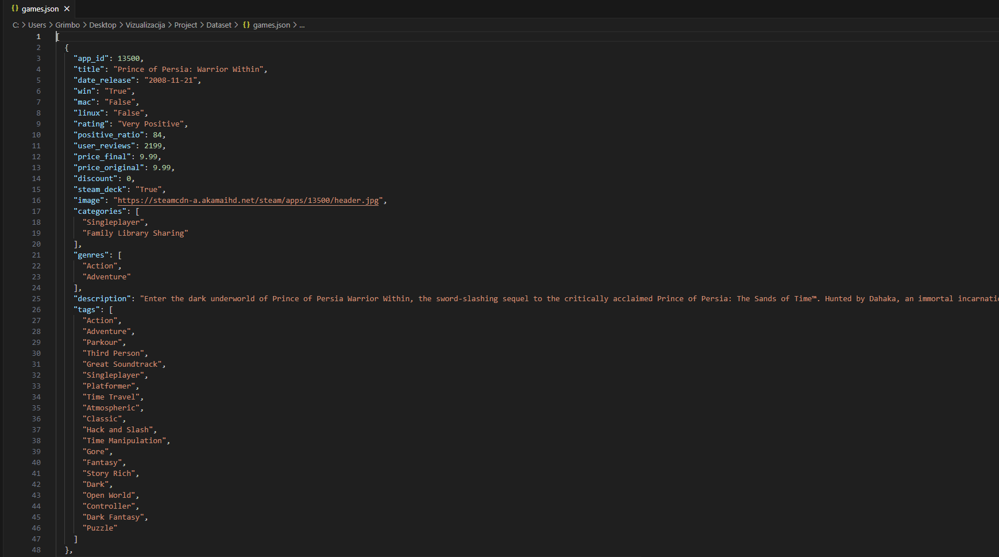 {} games.json ×
C: > Users > Grimbo > Desktop > Vizualizacija > Project > Dataset > {} games.json > ...
1 [
2 {
3 "app_id": 13500,
4 "title": "Prince of Persia: Warrior Within",
5 "date_release": "2008-11-21",
6 "win": "True",
7 "mac": "False",
8 "linux": "False",
9 "rating": "Very Positive",
10 "positive_ratio": 84,
11 "user_reviews": 2199,
12 "price_final": 9.99,
13 "price_original": 9.99,
14 "discount": 0,
15 "steam_deck": "True",
16 "image": "https://steamcdn-a.akamaihd.net/steam/apps/13500/header.jpg",
17 "categories": [
18 "Singleplayer",
19 "Family Library Sharing"
20 ],
21 "genres": [
22 "Action",
23 "Adventure"
24 ],
25 "description": "Enter the dark underworld of Prince of Persia Warrior Within, the sword-slashing sequel to the critically acclaimed Prince of Persia: The Sands of Time™. Hunted by Dahaka, an immortal incarnati
26 "tags": [
27 "Action",
28 "Adventure",
29 "Parkour",
30 "Third Person",
31 "Great Soundtrack",
32 "Singleplayer",
33 "Platformer",
34 "Time Travel",
35 "Atmospheric",
36 "Classic",
37 "Hack and Slash",
38 "Time Manipulation",
39 "Gore",
40 "Fantasy",
41 "Story Rich",
42 "Dark",
43 "Open World",
44 "Controller",
45 "Dark Fantasy",
46 "Puzzle"
47 ]
48 },